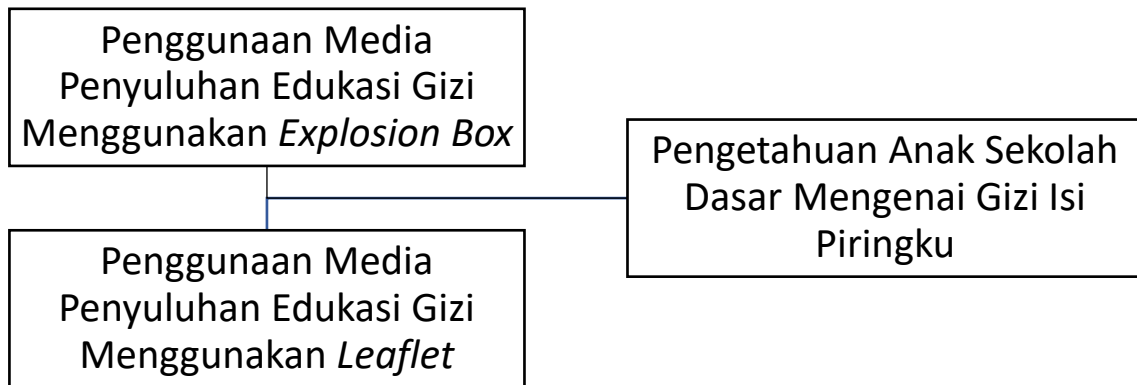 Penggunaan Media
Penyuluhan Edukasi Gizi
Menggunakan Explosion Box
Pengetahuan Anak Sekolah
Dasar Mengenai Gizi Isi
Piringku
Penggunaan Media
Penyuluhan Edukasi Gizi
Menggunakan Leaflet